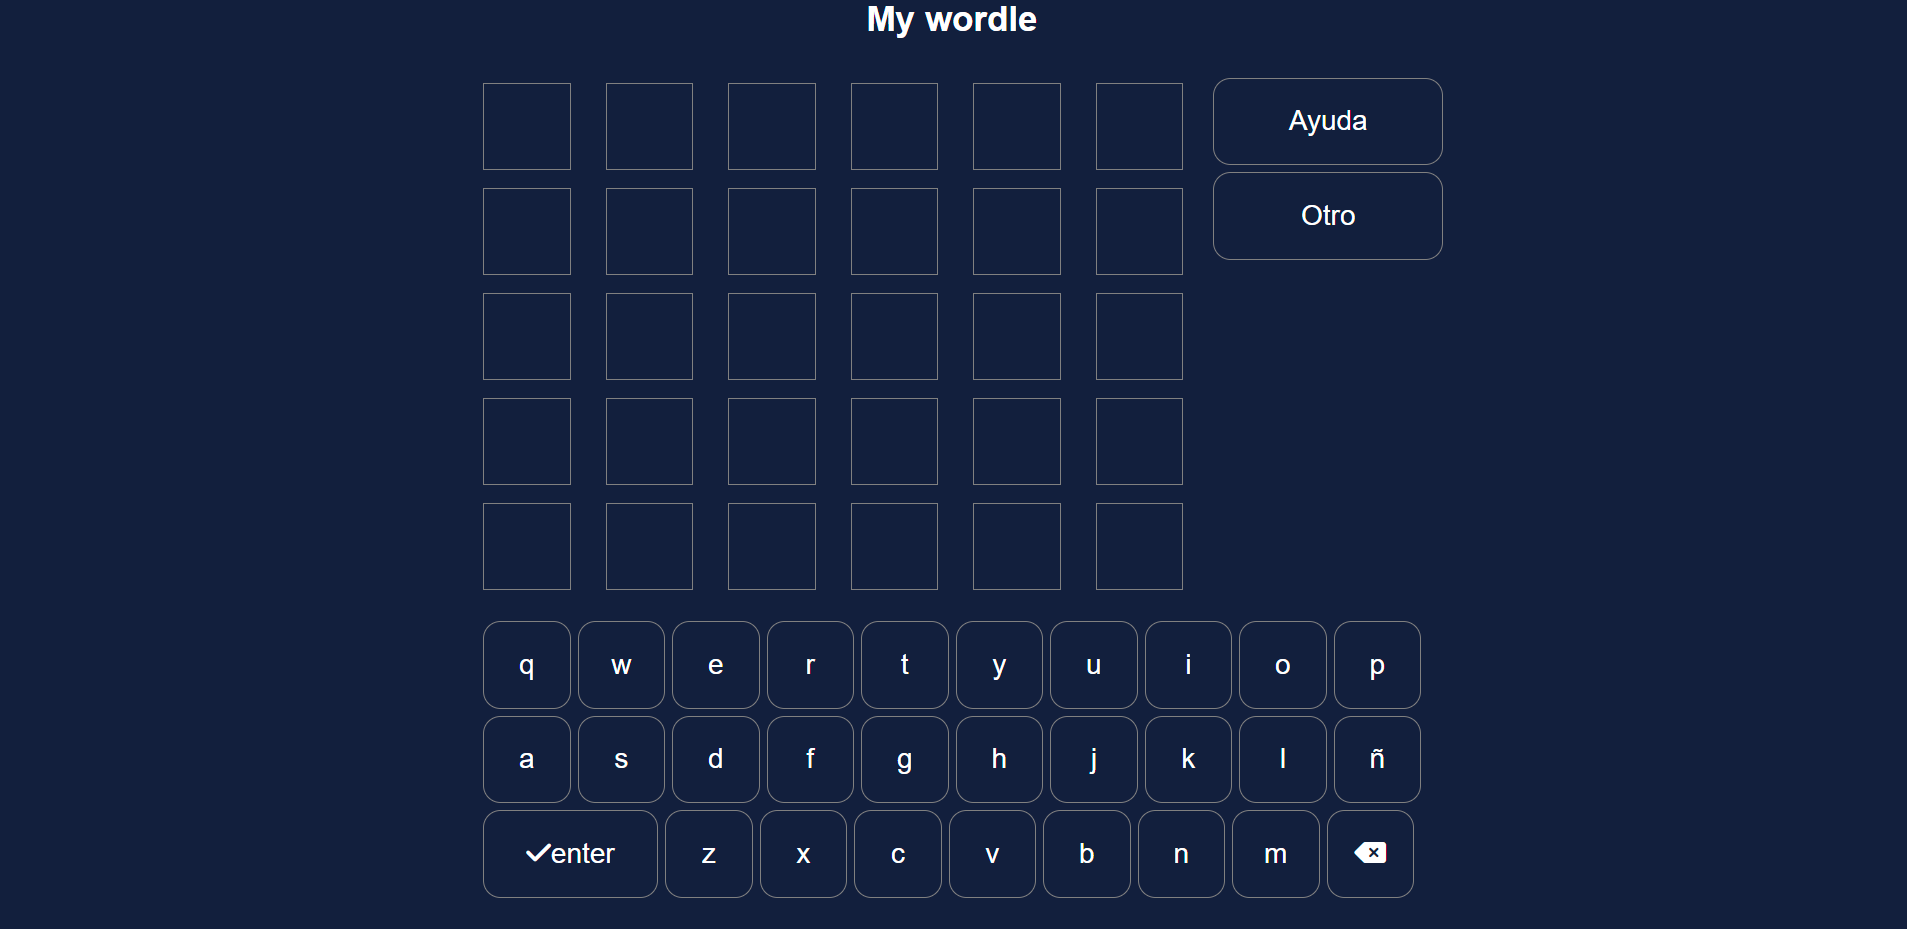 My wordle
Ayuda
Otro
q w e r t y u i o p
a s d f g h j k l ñ
enter z x c v b n m